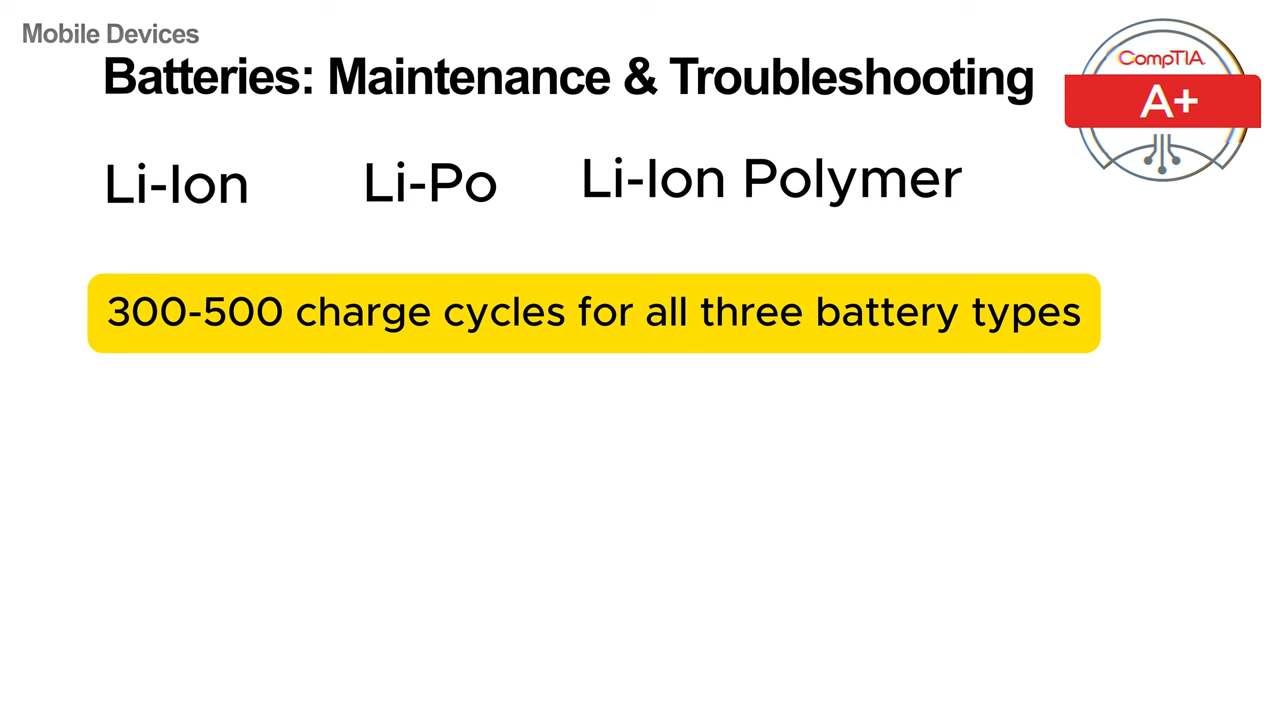 Mobile Devices
Batteries: Maintenance & Troubleshooting
CompTIA
A+
Li-Ion Li-Po Li-Ion Polymer
300-500 charge cycles for all three battery types